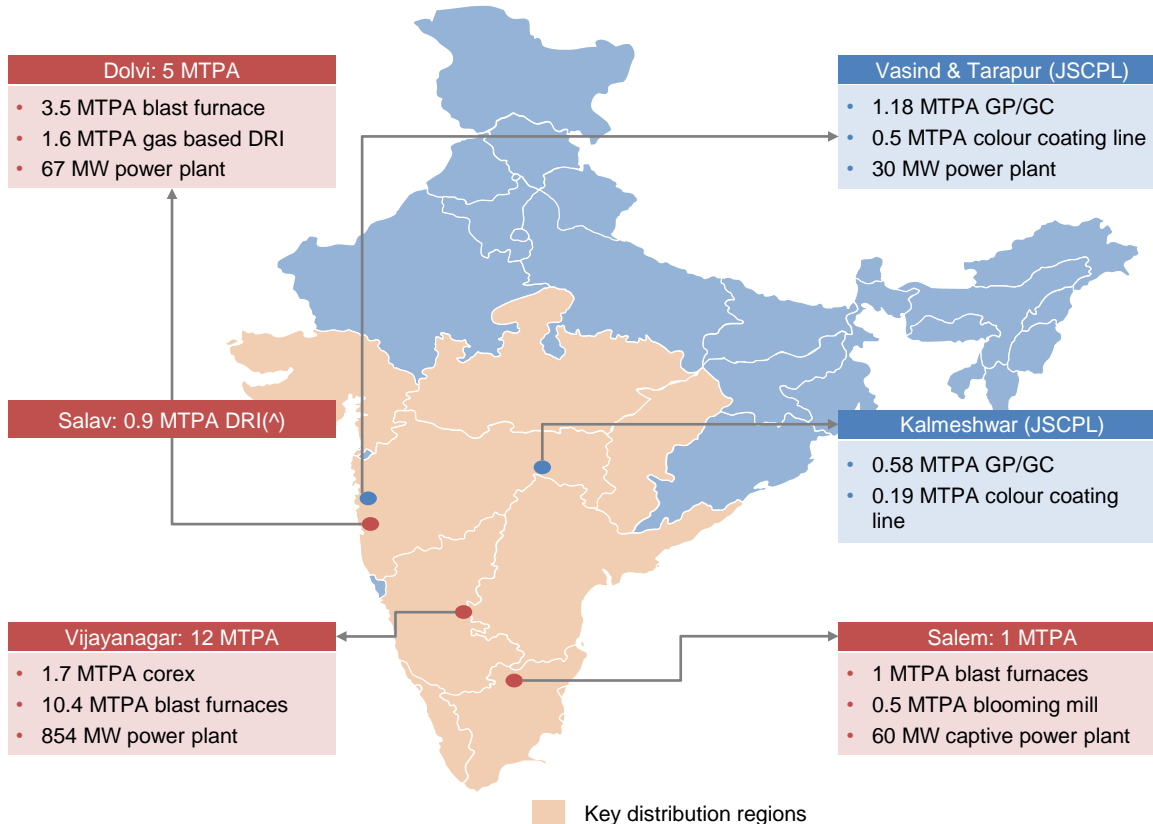 Dolvi: 5 MTPA
• 3.5 MTPA blast furnace
• 1.6 MTPA gas based DRI
• 67 MW power plant
Vasind & Tarapur (JSCPL)
• 1.18 MTPA GP/GC
• 0.5 MTPA colour coating line
• 30 MW power plant
Salav: 0.9 MTPA DRI(^)
Kalmeshwar (JSCPL)
• 0.58 MTPA GP/GC
• 0.19 MTPA colour coating
line
Vijayanagar: 12 MTPA
• 1.7 MTPA corex
• 10.4 MTPA blast furnaces
• 854 MW power plant
Salem: 1 MTPA
• 1 MTPA blast furnaces
• 0.5 MTPA blooming mill
• 60 MW captive power plant
Key distribution regions